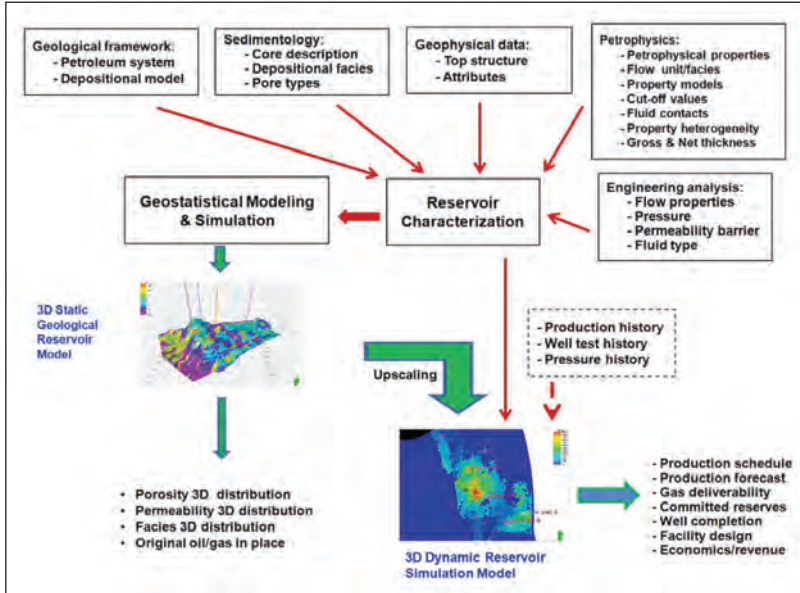 Geological framework:
- Petroleum system
- Depositional model
Sedimentology:
- Core description
- Depositional facies
- Pore types
Geophysical data:
- Top structure
- Attributes
Petrophysics:
- Petrophysical properties
- Flow unit/facies
- Property models
- Cut-off values
- Fluid contacts
- Property heterogeneity
- Gross & Net thickness
Geostatistical Modeling
& Simulation
Reservoir
Characterization
Engineering analysis:
- Flow properties
- Pressure
- Permeability barrier
- Fluid type
3D Static
Geological
Reservoir
Model
- Production history
- Well test history
- Pressure history
Upscaling
• Porosity 3D distribution
• Permeability 3D distribution
• Facies 3D distribution
• Original oil/gas in place
3D Dynamic Reservoir
Simulation Model
- Production schedule
- Production forecast
- Gas deliverability
- Committed reserves
- Well completion
- Facility design
- Economics/revenue